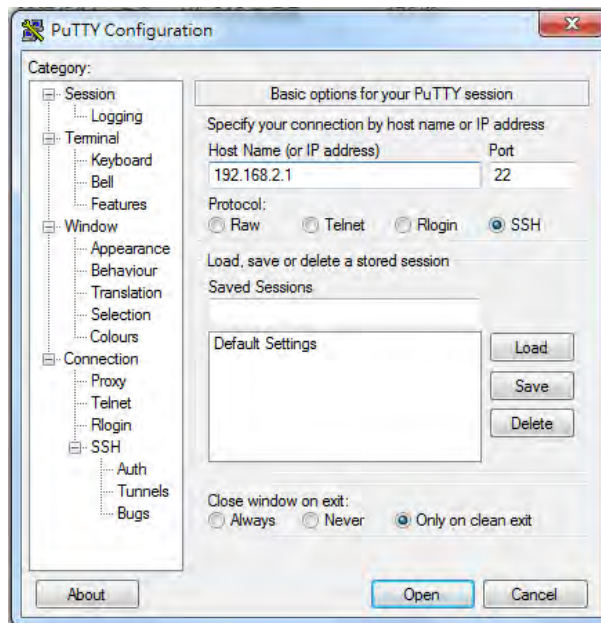 PuTTY Configuration
Category:
Session
Logging
Terminal
Keyboard
Bell
Features
Window
Appearance
Behaviour
Translation
Selection
Colours
Connection
Proxy
Telnet
Rlogin
SSH
Auth
Tunnels
Bugs
Basic options for your PuTTY session
Specify your connection by host name or IP address
Host Name (or IP address) Port
192.168.2.1 22
Protocol:
Raw Telnet Rlogin SSH
Load, save or delete a stored session
Saved Sessions
Default Settings
Load
Save
Delete
Close window on exit:
Always Never Only on clean exit
About Open Cancel